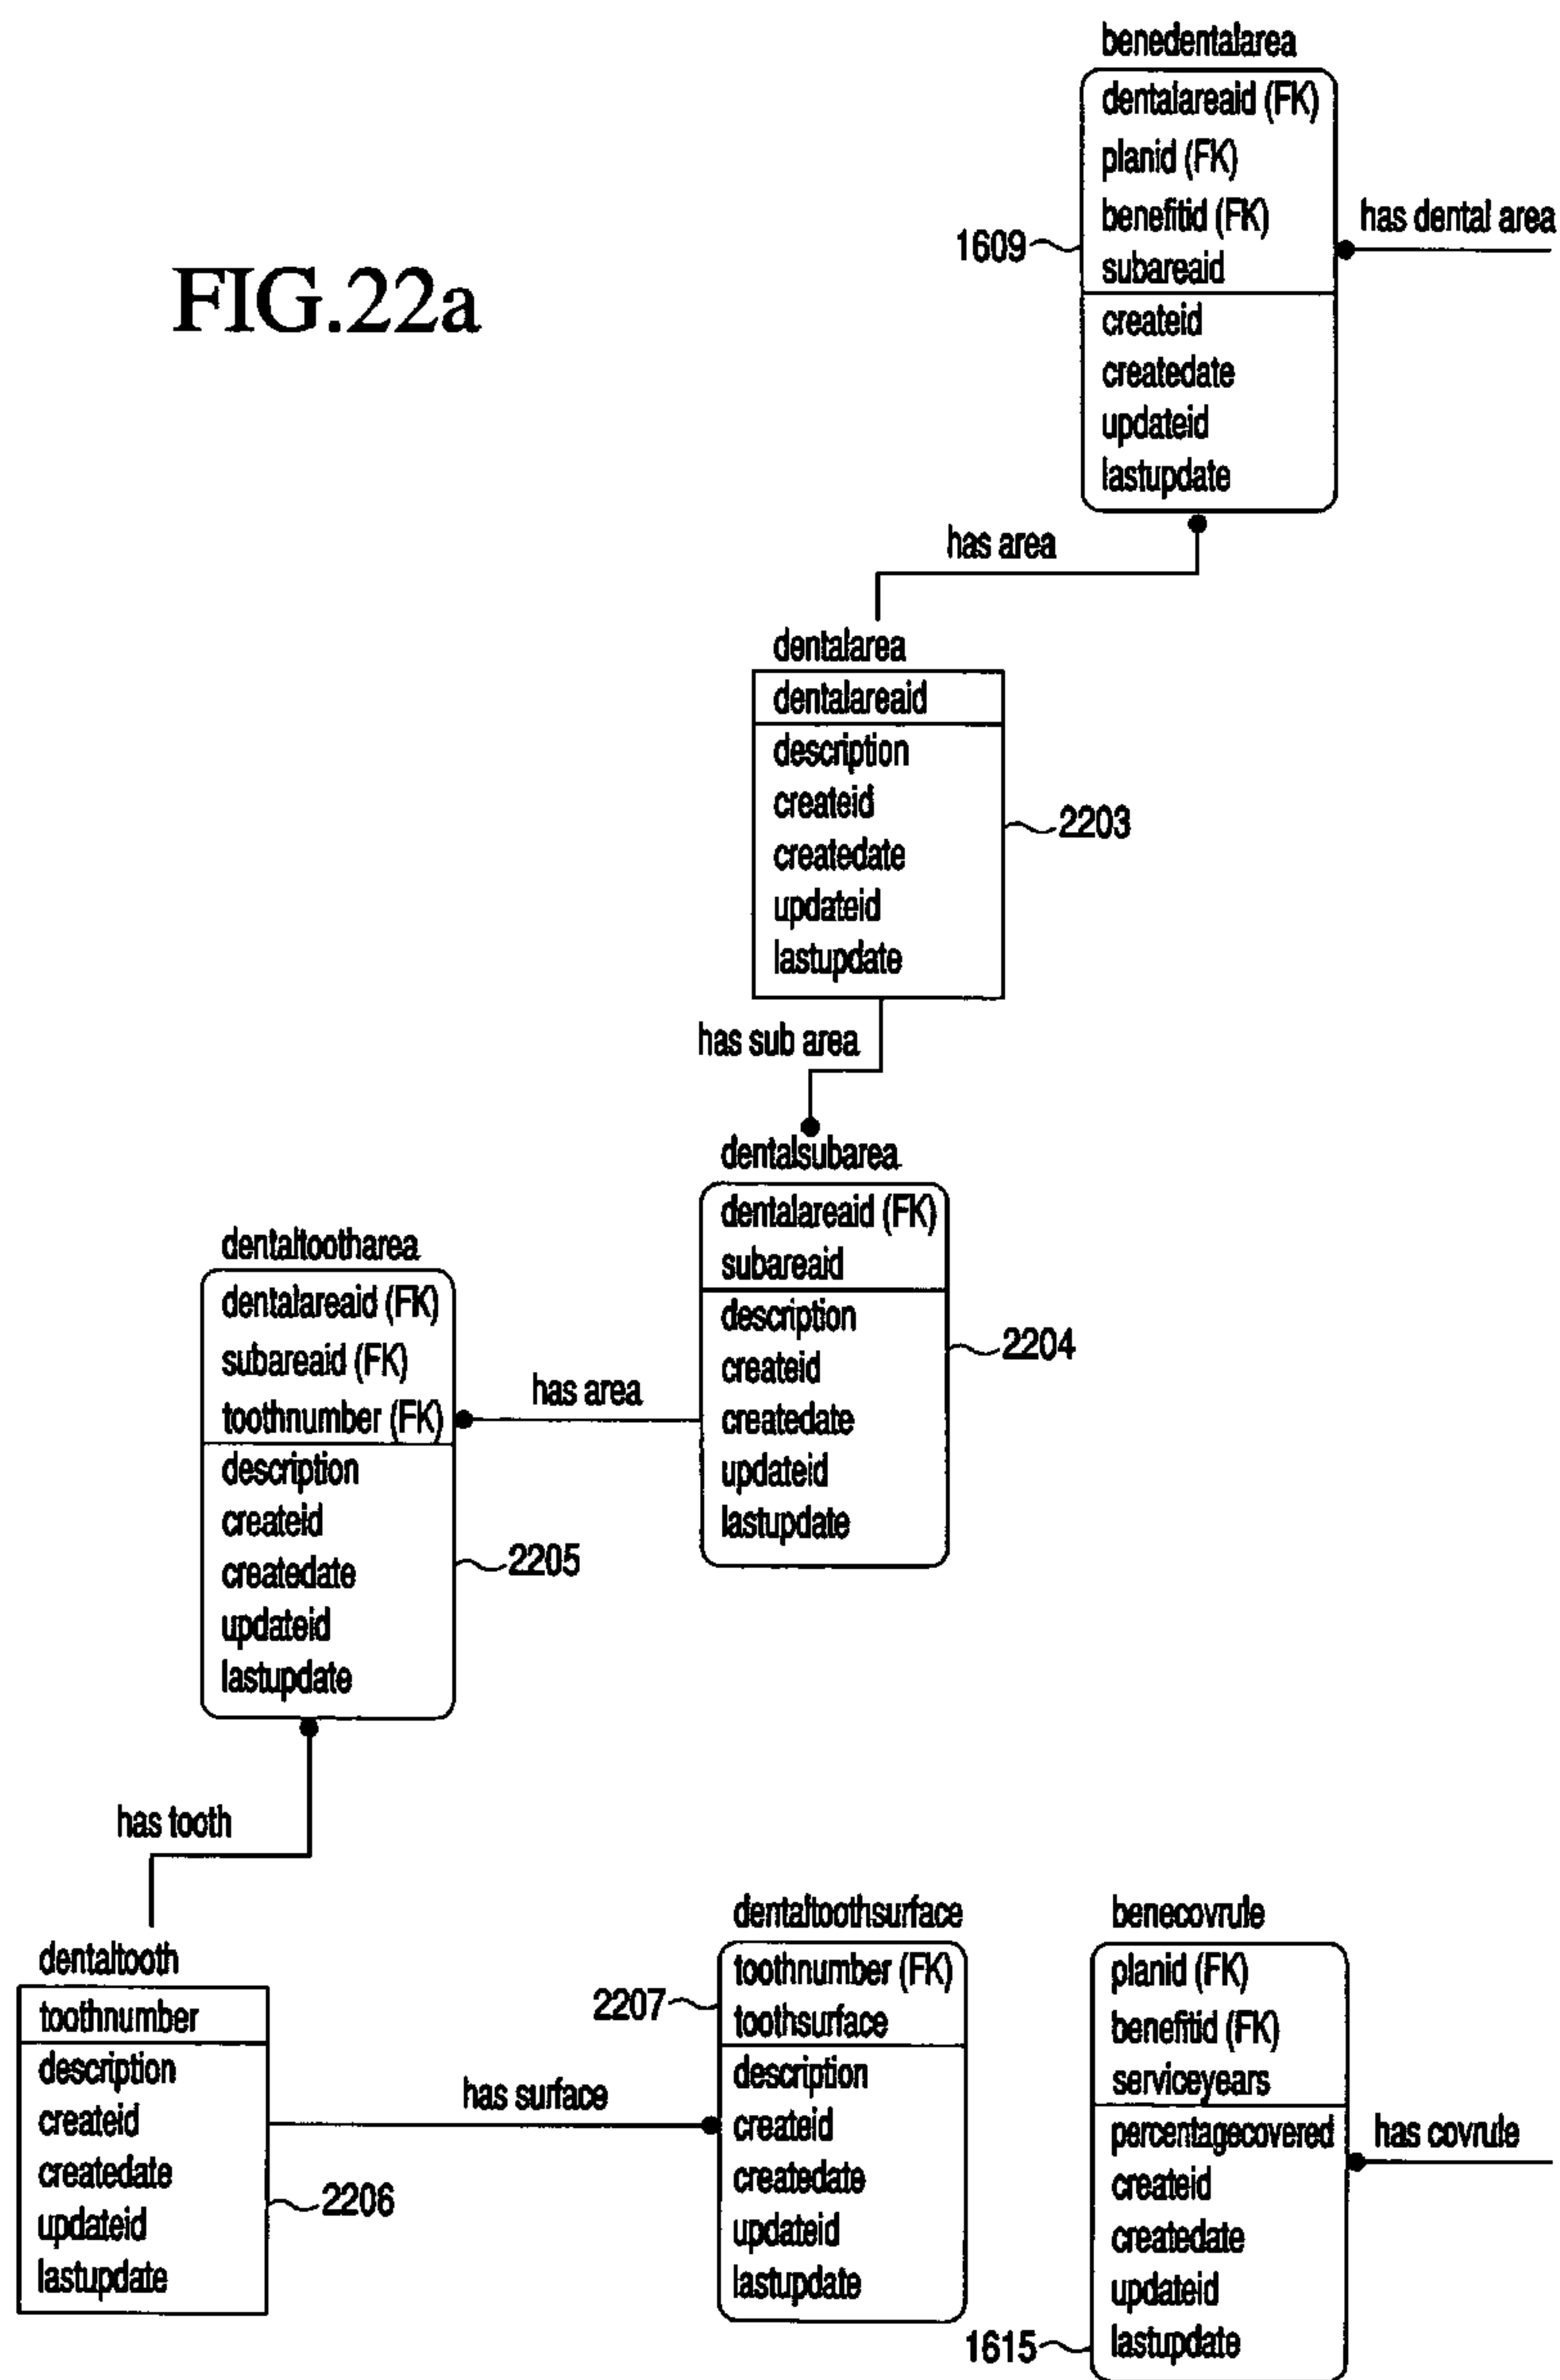 FIG.22a
benedentalarea
dentalareaid (FK)
planid (FK)
benefitid (FK)
subareaid
createid
createdate
updateid
lastupdate
1609
has dental area
has area
dentalarea
dentalareaid
description
createid
createdate
updateid
lastupdate
2203
has sub area
dentalsubarea
dentalareaid (FK)
subareaid
description
createid
createdate
updateid
lastupdate
2204
has area
dentaltootharea
dentalareaid (FK)
subareaid (FK)
toothnumber (FK)
description
createid
createdate
updateid
lastupdate
2205
has tooth
dentaltooth
toothnumber
description
createid
createdate
updateid
lastupdate
2206
has surface
dentaltoothsurface
2207
toothnumber (FK)
toothsurface
description
createid
createdate
updateid
lastupdate
benecovrule
planid (FK)
benefitid (FK)
serviceyears
percentagecovered
createid
createdate
updateid
lastupdate
1615
has covrule